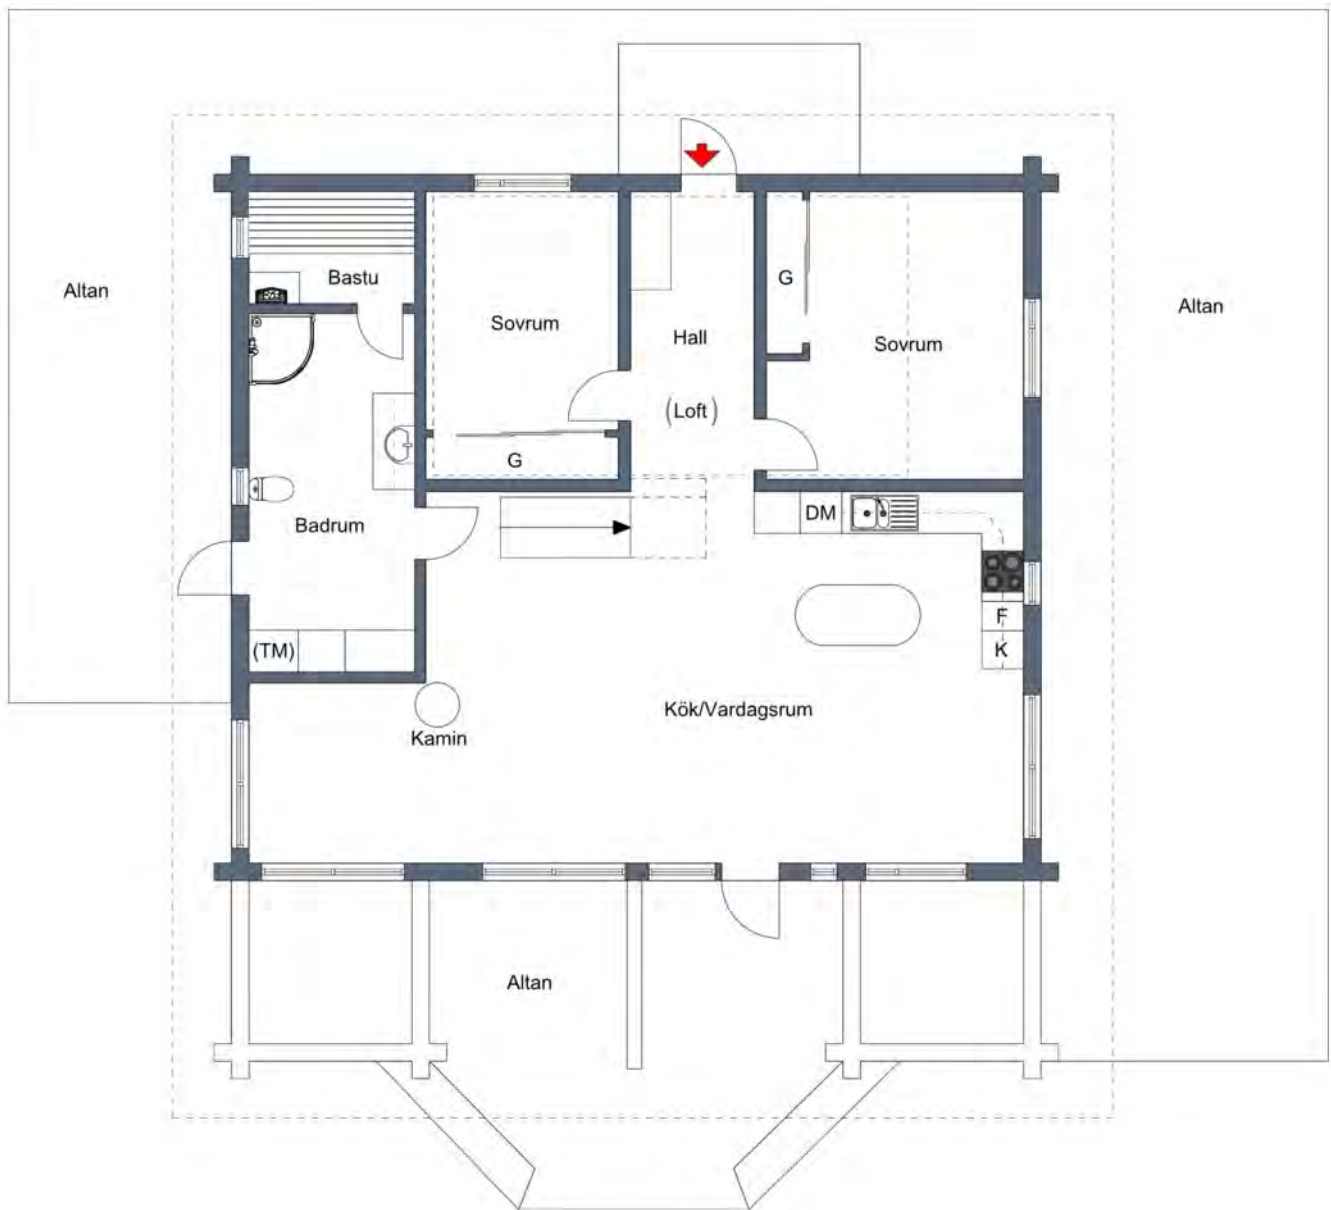 Bastu
G
Altan
Altan
Sovrum
Hall
Sovrum
(Loft)
G
DM
Badrum
F
K
(TM)
Kök/Vardagsrum
Kamin
Altan